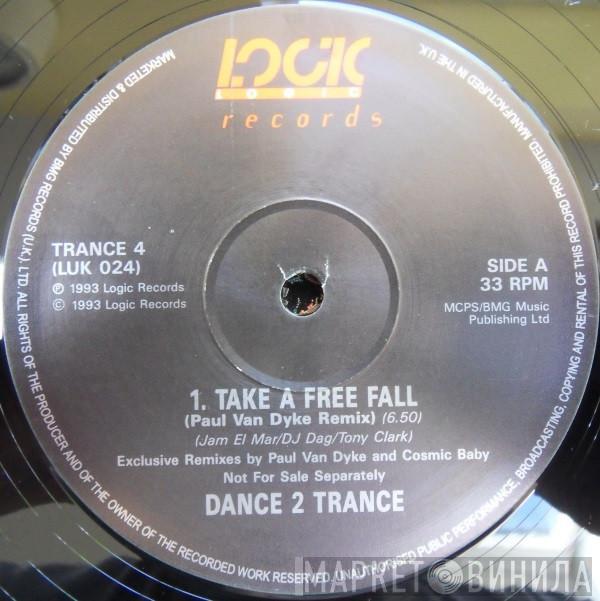 LOGIC
LOGIC
records
TRANCE 4
(LUK 024)
℗ 1993 Logic Records
© 1993 Logic Records
SIDE A
33 RPM
MCPS/BMG Music
Publishing Ltd
1. TAKE A FREE FALL
(Paul Van Dyke Remix) (6.50)
(Jam El Mar/DJ Dag/Tony Clark)
Exclusive Remixes by Paul Van Dyke and Cosmic Baby
Not For Sale Separately
DANCE 2 TRANCE
MARKETED & DISTRIBUTED BY BMG RECORDS (U.K.) LTD. ALL RIGHTS OF THE PRODUCER AND OF THE OWNER OF THE RECORDED WORK RESERVED. UNAUTHORISED PUBLIC PERFORMANCE, BROADCASTING, COPYING AND RENTAL OF THIS RECORD PROHIBITED. MANUFACTURED IN THE U.K.
МАРКЕТ ВИНИЛА